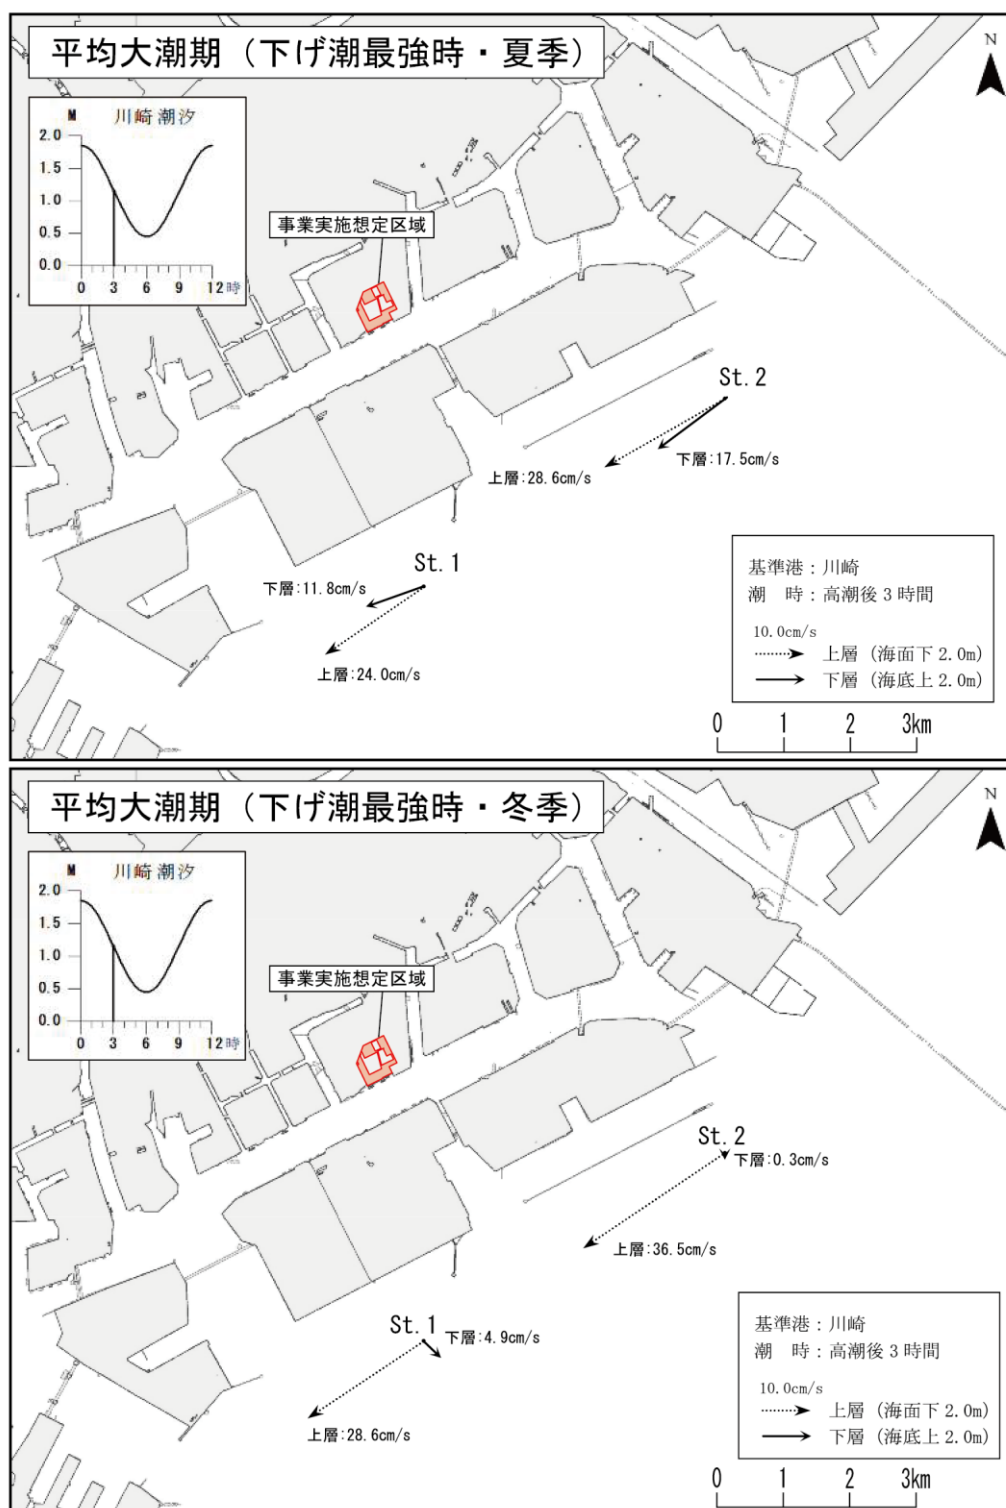 平均大潮期（下げ潮最強時・夏季）
N
M 川崎潮汐
2.0
1.5
1.0
0.5
0.0
0 3 6 9 12時
事業実施想定区域
St.2
下層:17.5cm/s
上層:28.6cm/s
St.1
下層:11.8cm/s
上層:24.0cm/s
基準港：川崎
潮　時：高潮後3時間
10.0cm/s
上層（海面下2.0m）
下層（海底上2.0m）
0 1 2 3km
平均大潮期（下げ潮最強時・冬季）
N
M 川崎潮汐
2.0
1.5
1.0
0.5
0.0
0 3 6 9 12時
事業実施想定区域
St.2
下層:0.3cm/s
上層:36.5cm/s
St.1
下層:4.9cm/s
上層:28.6cm/s
基準港：川崎
潮　時：高潮後3時間
10.0cm/s
上層（海面下2.0m）
下層（海底上2.0m）
0 1 2 3km